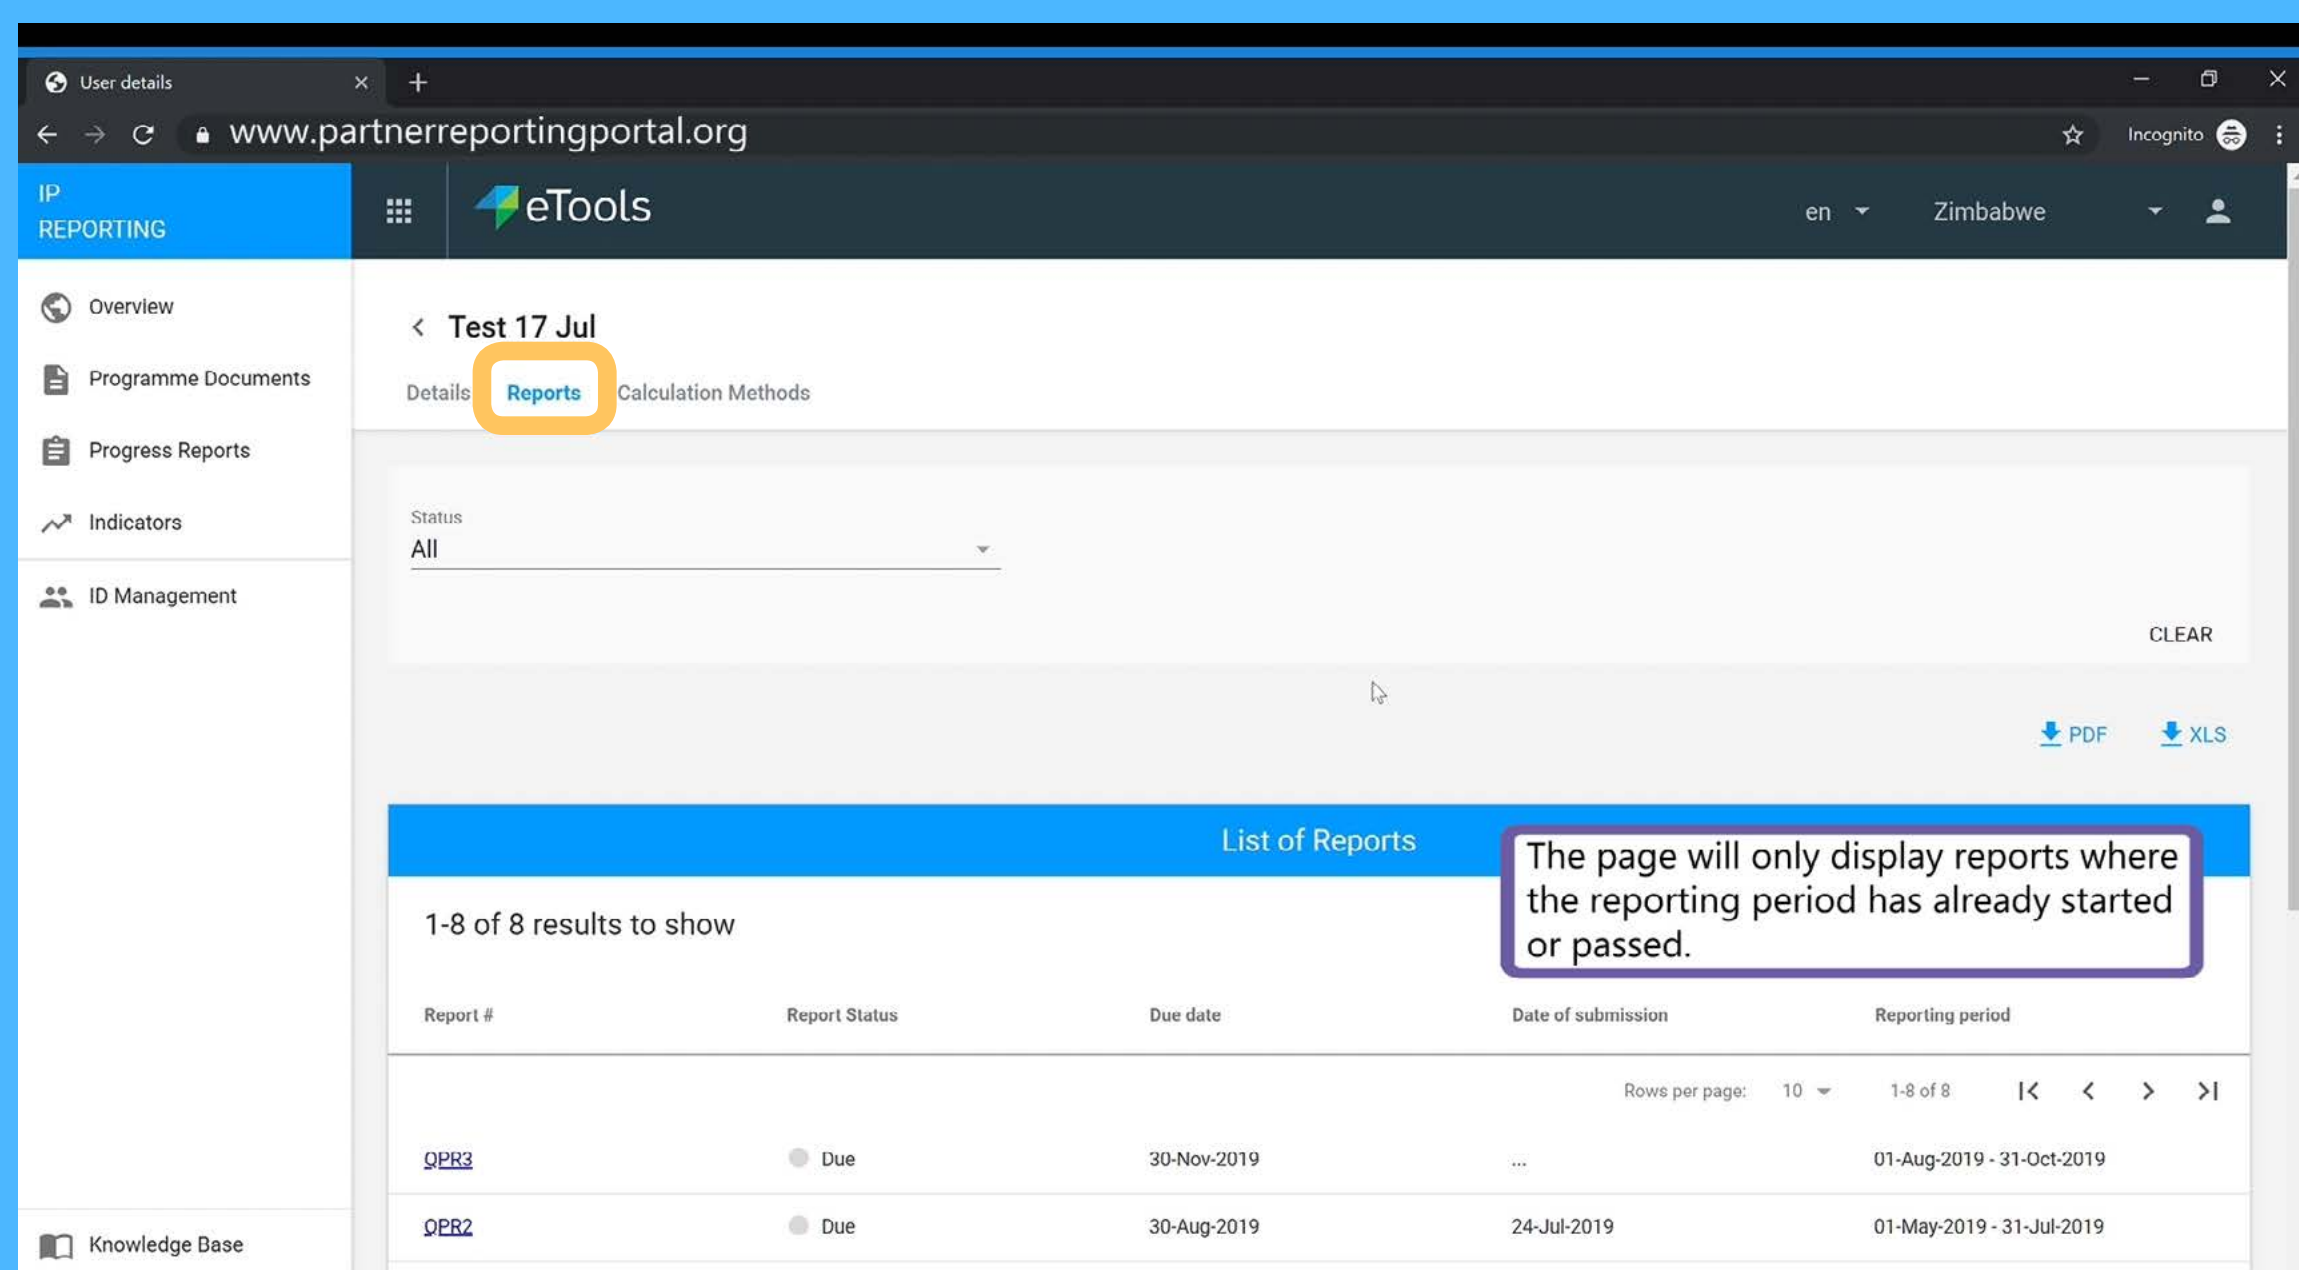 User details
www.partnerreportingportal.org
Incognito
IP
REPORTING
eTools
en
Zimbabwe
Overview
Programme Documents
Progress Reports
Indicators
ID Management
Knowledge Base
Test 17 Jul
Details Reports Calculation Methods
Status
All
CLEAR
PDF XLS
List of Reports
The page will only display reports where
the reporting period has already started
or passed.
1-8 of 8 results to show
Report # Report Status Due date Date of submission Reporting period
Rows per page: 10 1-8 of 8
QPR3 Due 30-Nov-2019 ... 01-Aug-2019 - 31-Oct-2019
QPR2 Due 30-Aug-2019 24-Jul-2019 01-May-2019 - 31-Jul-2019